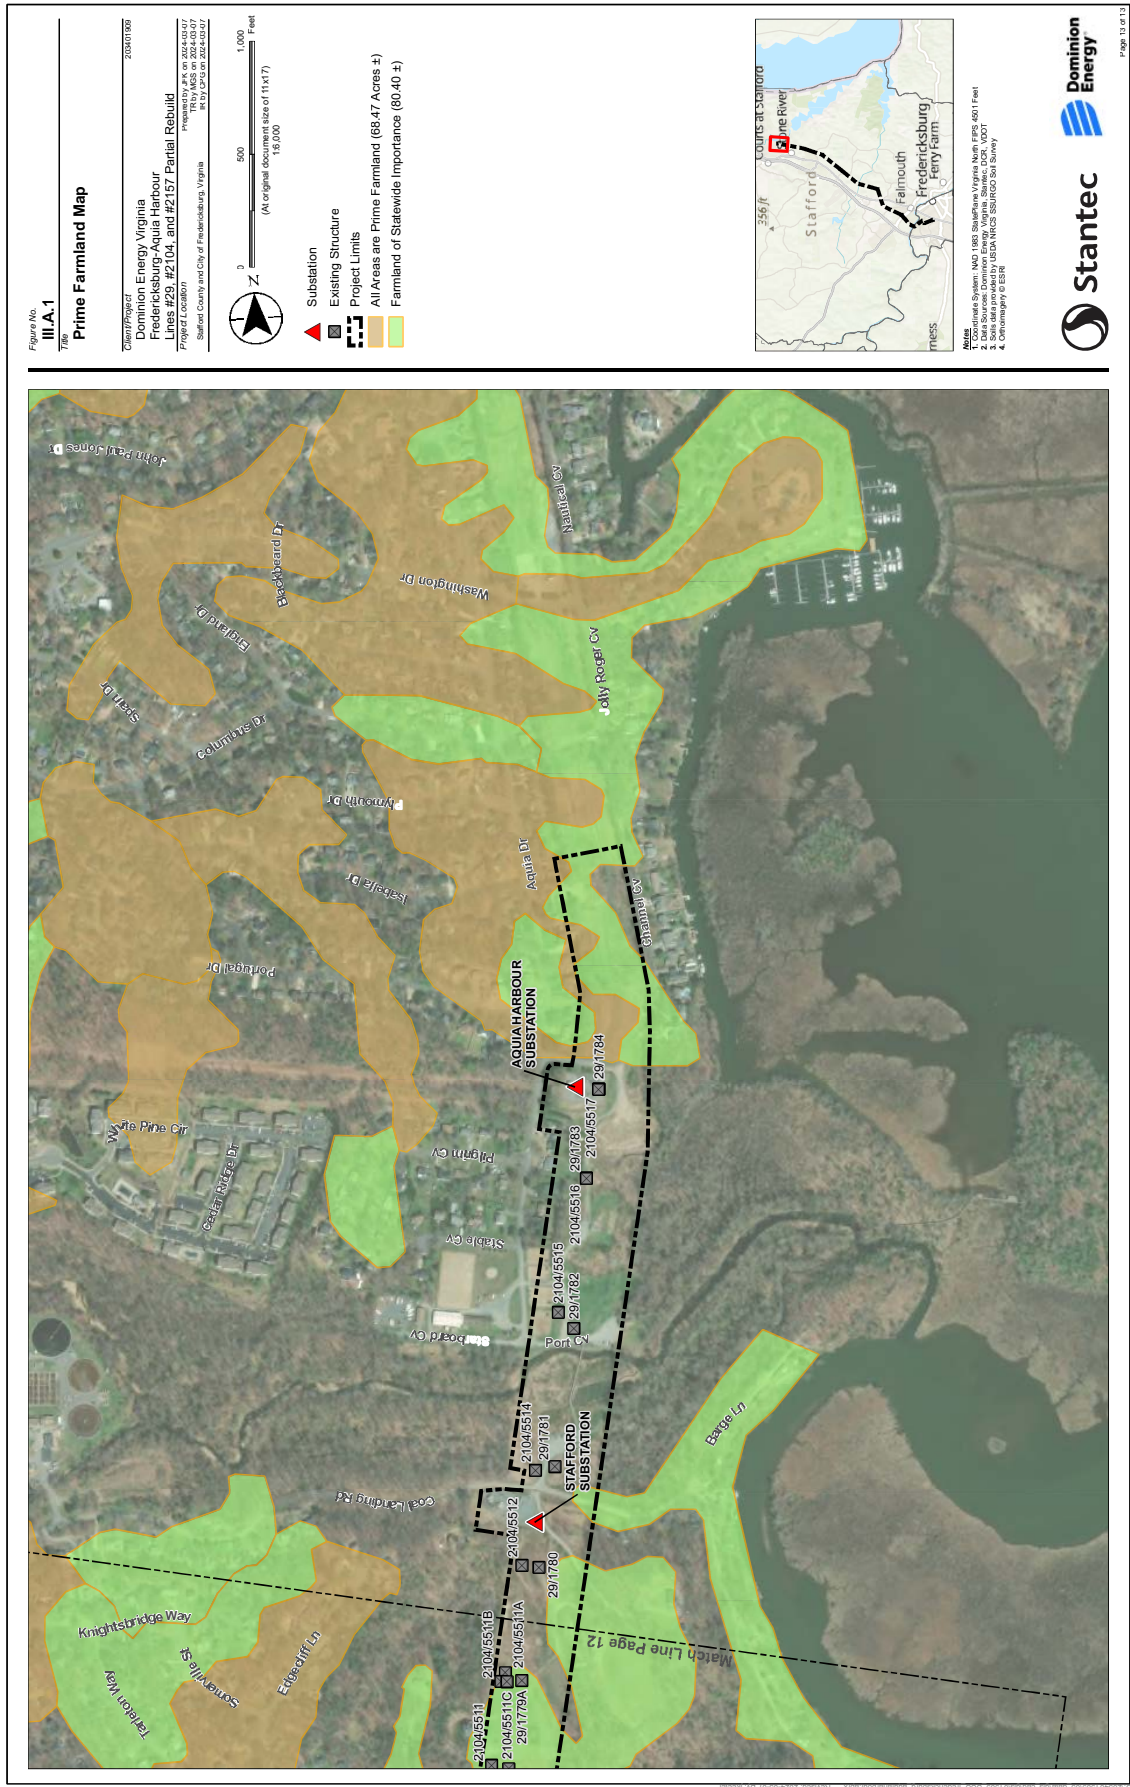 Figure No.
III.A.1
Title
Prime Farmland Map
Client/Project
203401909
Dominion Energy Virginia
Fredericksburg-Aquia Harbour
Lines #29, #2104, and #2157 Partial Rebuild
Project Location
Stafford County and City of Fredericksburg, Virginia
Prepared by JPK on 2024-03-07
TR by MGS on 2024-03-07
IR by CPG on 2024-03-07
0 500 1,000
Feet
(At original document size of 11x17)
1:6,000
N
Substation
Existing Structure
Project Limits
All Areas are Prime Farmland (68.47 Acres ±)
Farmland of Statewide Importance (80.40 ±)
Courts at Stafford
356 ft
Stafford
Falmouth
Fredericksburg
Ferry Farm
Notes
1. Coordinate System: NAD 1983 StatePlane Virginia North FIPS 4501 Feet
2. Data Sources: Dominion Energy Virginia, Stantec, DCR, VDOT
3. Soils data provided by USDA NRCS SSURGO Soil Survey
4. Orthoimagery © ESRI
Stantec
Dominion
Energy®
Page 13 of 13
John Paul Jones Dr
Blackbeard Dr
Washington Dr
Nautical Cv
England Dr
Spain Dr
Columbus Dr
Jolly Roger Cv
Plymouth Dr
Isabella Dr
Aquia Dr
Channel Cv
Portugal Dr
AQUIA HARBOUR
SUBSTATION
29/1784
2104/5517
29/1783
2104/5516
White Pine Cir
Cedar Ridge Dr
Pilgrim Cv
Stable Cv
2104/5515
29/1782
Starboard Cv
Port Cv
2104/5514
29/1781
STAFFORD
SUBSTATION
Barge Ln
Coal Landing Rd
2104/5512
29/1780
Knightsbridge Way
Tarleton Way
Somerville St
Edgecliff Ln
2104/5511B
2104/5511A
2104/5511
2104/5511C
29/1779A
Match Line Page 12